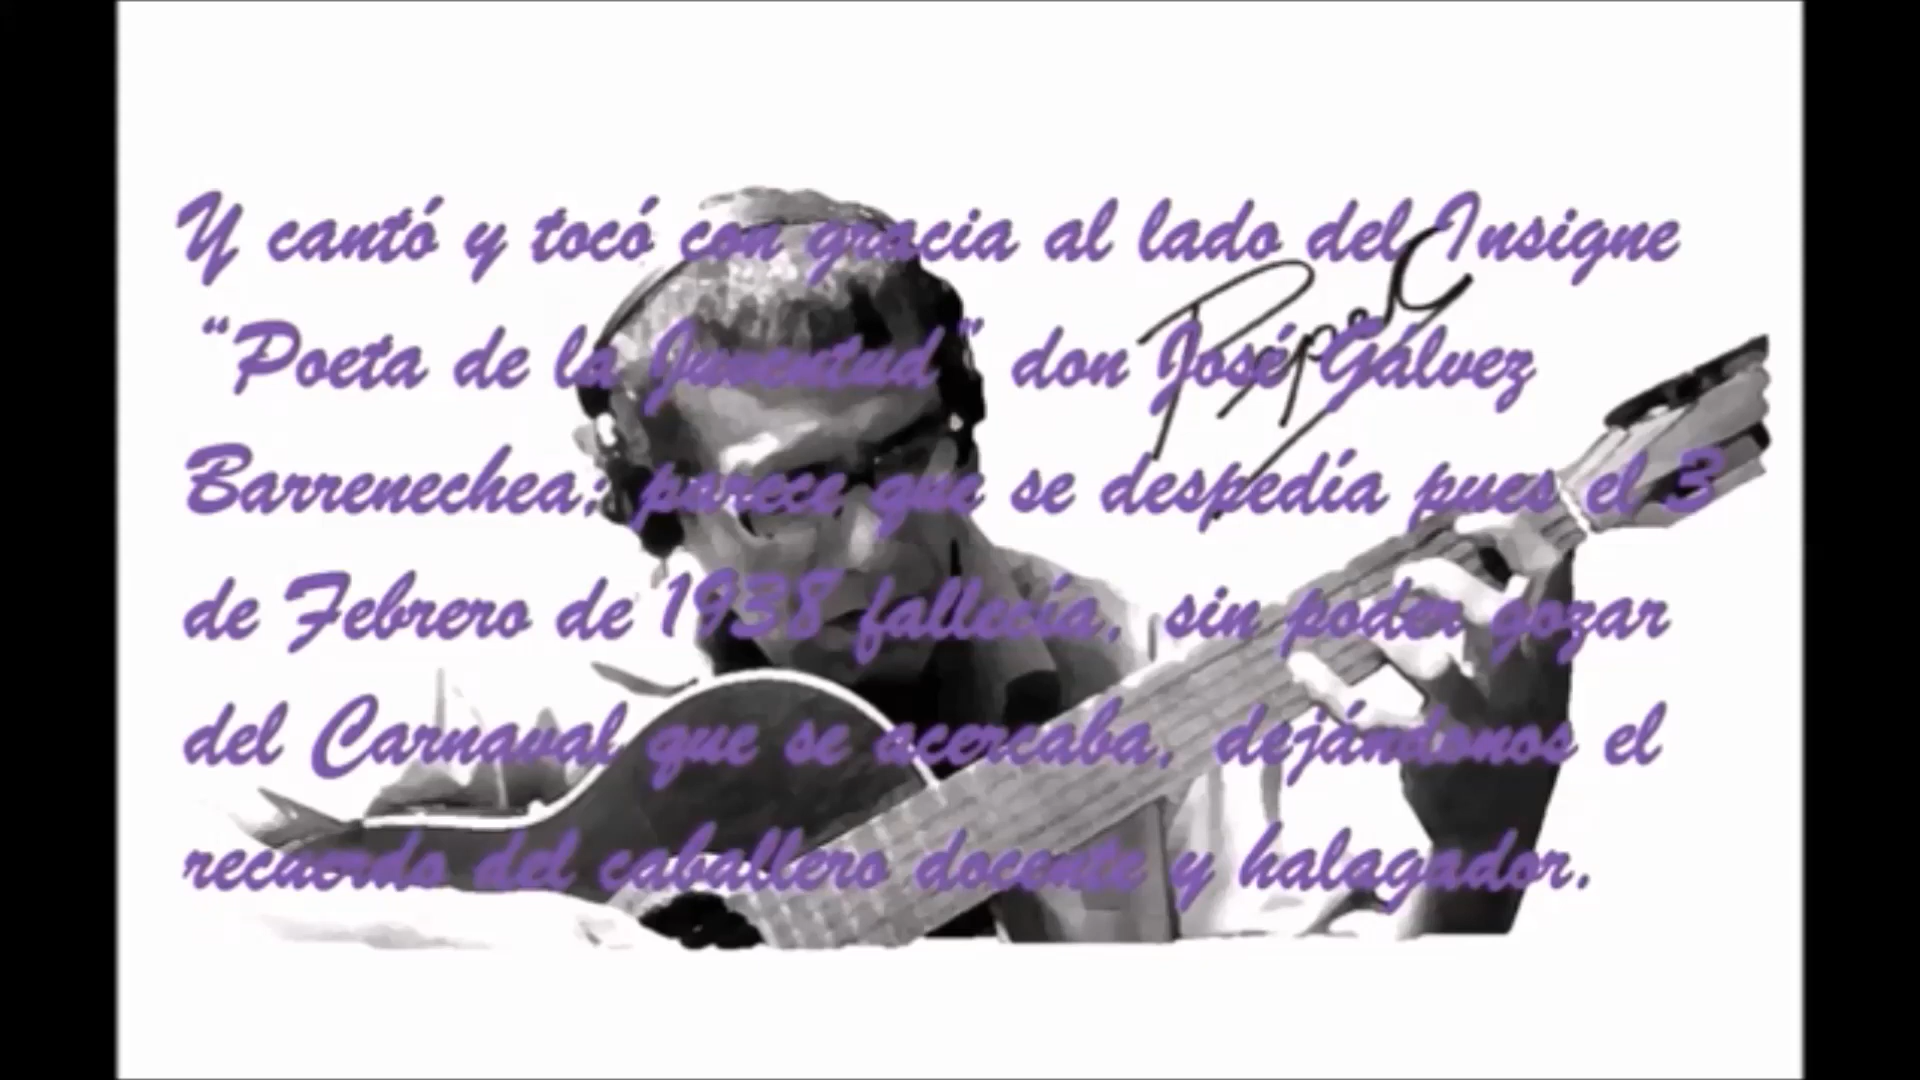 Y cantó y tocó con gracia al lado del Insigne
“Poeta de la Juventud” don José Gálvez
Barrenechea; parece que se despedía pues el 3
de Febrero de 1938 fallecía, sin poder gozar
del Carnaval que se acercaba, dejándonos el
recuerdo del caballero docente y halagador.